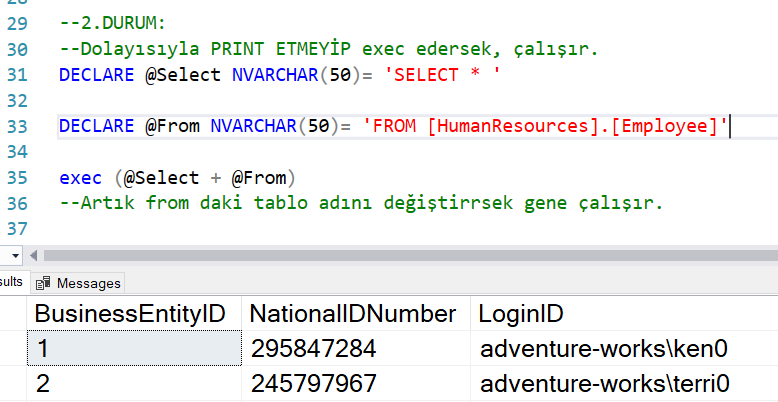 29 --2.DURUM:
30 --Dolayısıyla PRINT ETMEYİP exec edersek, çalışır.
31 DECLARE @Select NVARCHAR(50)= 'SELECT * '
32
33 DECLARE @From NVARCHAR(50)= 'FROM [HumanResources].[Employee]'
34
35 exec (@Select + @From)
36 --Artık from daki tablo adını değiştirrsek gene çalışır.
37
Messages
BusinessEntityID NationalIDNumber LoginID
1 295847284 adventure-works\ken0
2 245797967 adventure-works\terri0